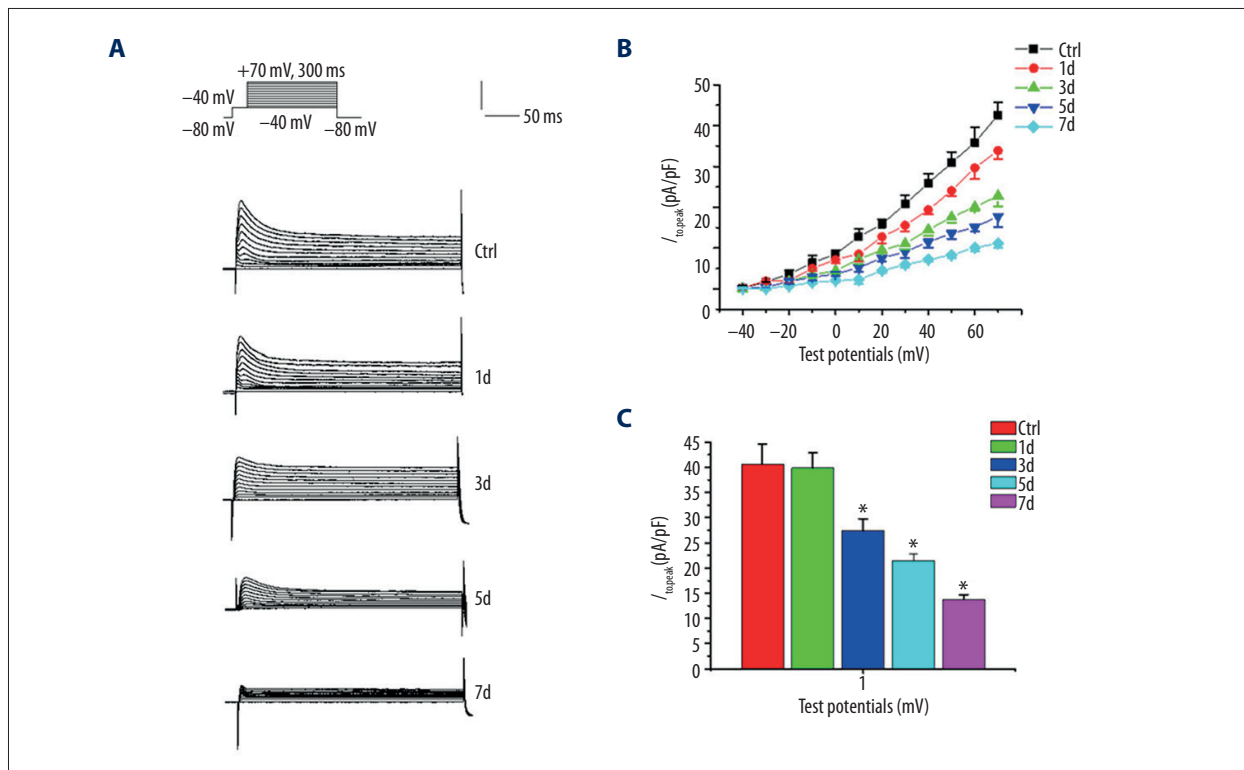 A
+70 mV, 300 ms
−40 mV
−80 mV
−40 mV
−80 mV
50 ms
Ctrl
1d
3d
5d
7d
B
Ctrl
1d
3d
5d
7d
50
40
30
20
10
0
I to,peak (pA/pF)
−40
−20
0
20
40
60
Test potentials (mV)
C
Ctrl
1d
3d
5d
7d
45
40
35
30
25
20
15
10
5
0
I to,peak (pA/pF)
*
*
*
1
Test potentials (mV)